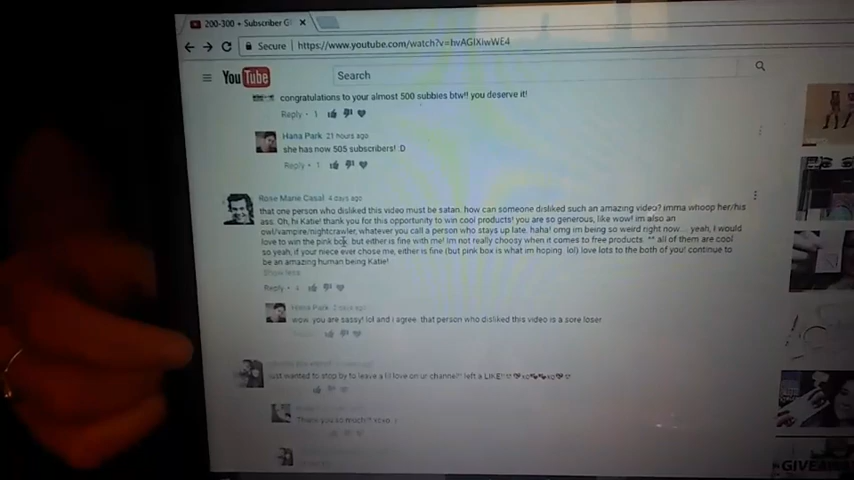 200-300 + Subscriber GI
Secure https://www.youtube.com/watch?v=
YouTube
Search
congratulations to your almost 500 subbies btw!! you deserve it!
Reply · 1
Hana Park 21 hours ago
she has now 505 subscribers! :D
Reply · 1
Rose Marie Casal 4 days ago
that one person who disliked this video must be satan. how can someone disliked such an amazing video? imma whoop her/his
ass. Oh, hi Katie! thank you for this opportunity to win cool products! you are so generous, like wow! im also an
owl/vampire/nightcrawler, whatever you call a person who stays up late. haha! omg im being so weird right now... yeah, I would
love to win the pink box, but either is fine with me! Im not really choosy when it comes to free products. ^^ all of them are cool
so yeah, if your niece ever chose me, either is fine (but pink box is what im hoping. lol) love lots to the both of you! continue to
be an amazing human being Katie!
Show less
Reply · 4
Hana Park 2 days ago
wow. you are sassy! lol and i agree. that person who disliked this video is a sore loser
Just wanted to stop by to leave a lil love on ur channel!! left a LIKE!!
Thank you so much!! xoxo :)
GIVEAWA